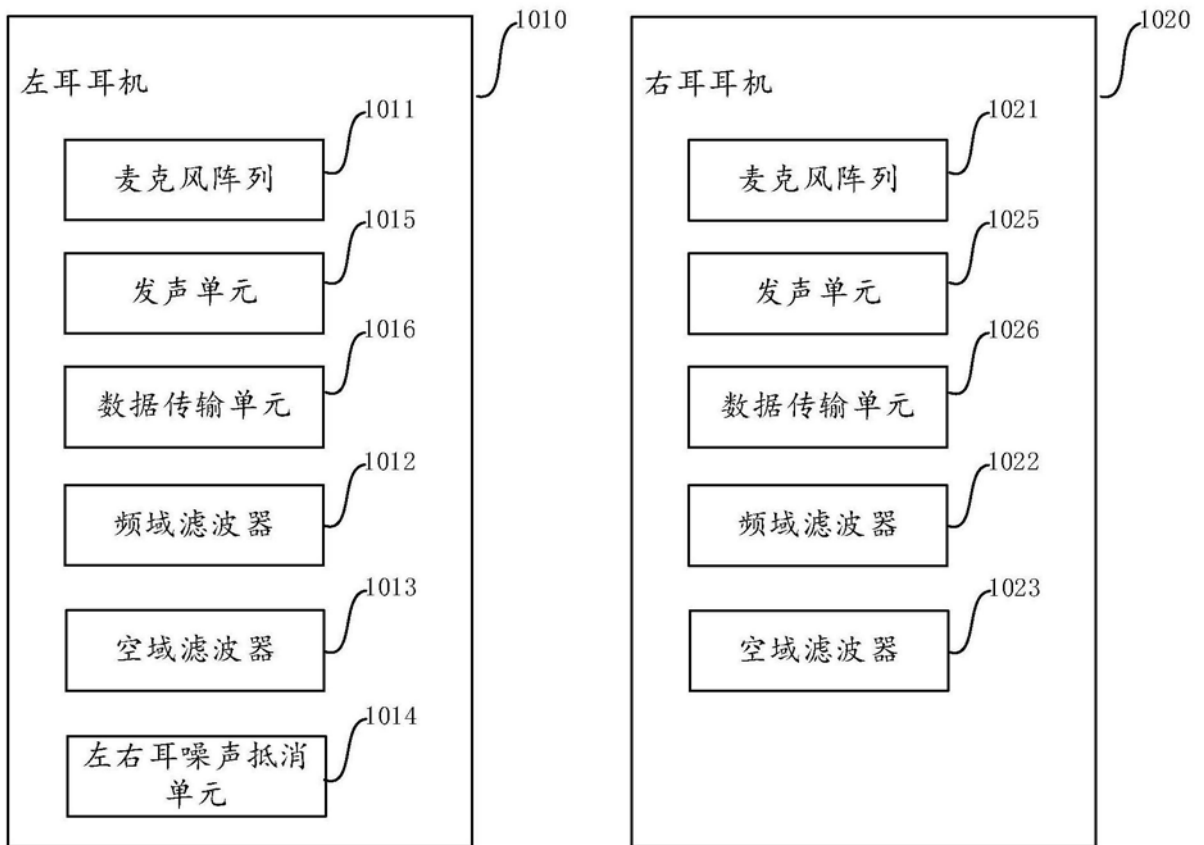 1010
左耳耳机
1011
麦克风阵列
1015
发声单元
1016
数据传输单元
1012
频域滤波器
1013
空域滤波器
1014
左右耳噪声抵消
单元
1020
右耳耳机
1021
麦克风阵列
1025
发声单元
1026
数据传输单元
1022
频域滤波器
1023
空域滤波器